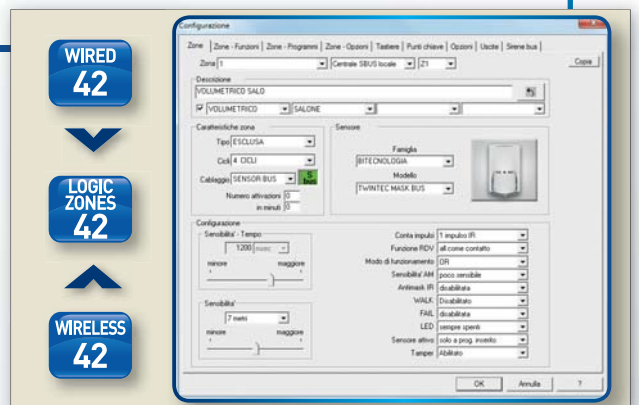 WIRED
42
LOGIC
ZONES
42
WIRELESS
42
Configurazione
Zone Zone - Funzioni Zone - Programmi Zone - Opzioni Tastiere Punti chiave Opzioni Uscite Sirene bus
Zona 1 Centrale SBUS locale Z1 Copia
Descrizione
VOLUMETRICO SALO
VOLUMETRICO SALONE
Caratteristiche zona
Tipo ESCLUSA
Cicli 4 CICLI
Cablaggio SENSOR BUS S bus
Numero attivazioni 0
in minuti 0
Sensore
Famiglia
BITECNOLOGIA
Modello
TWINTEC MASK BUS
Configurazione
Sensibilita' - Tempo
1200 msec
minore maggiore
Sensibilita'
7 metri
minore maggiore
Conta impulsi 1 impulso IR
Funzione RDV all.come contatto
Modo di funzionamento OR
Sensibilita' AM poco sensibile
Antimask IR disabilitata
WALK Disabilitato
FAIL disabilitata
LED sempre spenti
Sensore attivo solo a prog. inserito
Tamper Abilitato
OK Annulla ?